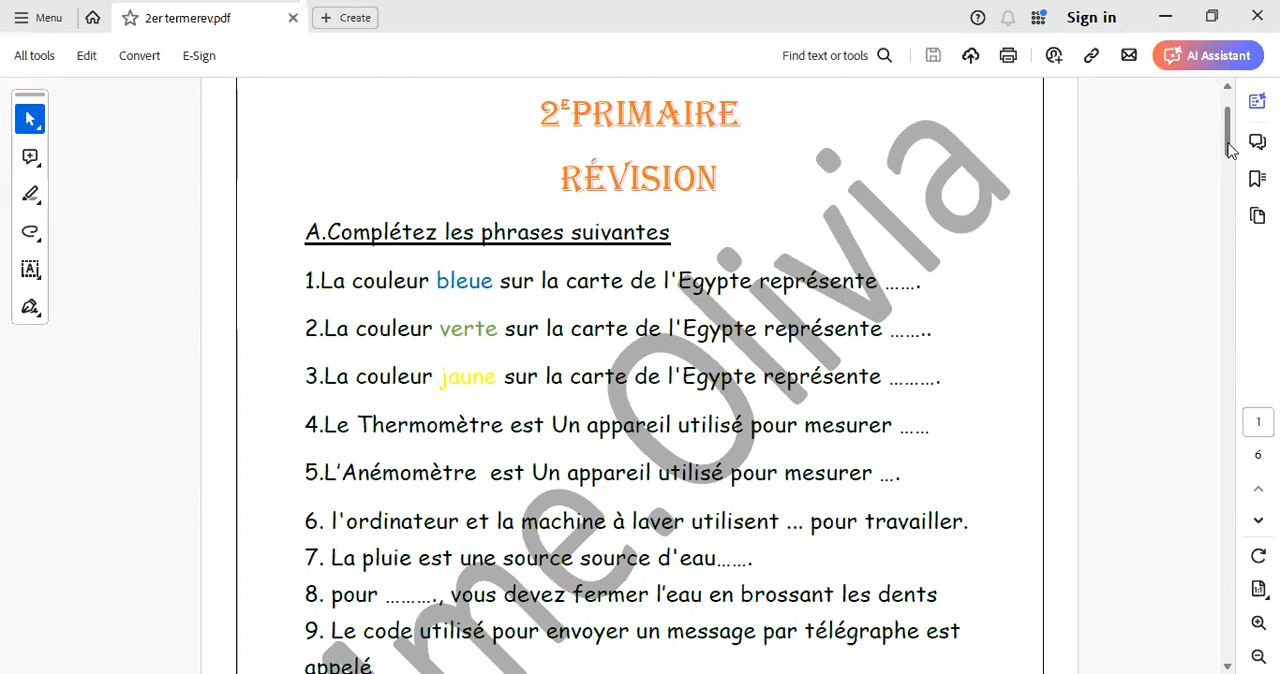 Menu
2er termerev.pdf
Create
Sign in
All tools
Edit
Convert
E-Sign
Find text or tools
AI Assistant
2EPRIMAIRE
RÉVISION
A.Complétez les phrases suivantes
1.La couleur bleue sur la carte de l'Egypte représente …….
2.La couleur verte sur la carte de l'Egypte représente ……..
3.La couleur jaune sur la carte de l'Egypte représente ……….
4.Le Thermomètre est Un appareil utilisé pour mesurer ……
5.L'Anémomètre est Un appareil utilisé pour mesurer ….
6. l'ordinateur et la machine à laver utilisent ... pour travailler.
7. La pluie est une source source d'eau…….
8. pour ………., vous devez fermer l'eau en brossant les dents
9. Le code utilisé pour envoyer un message par télégraphe est
appelé
me.Olivia
1
6